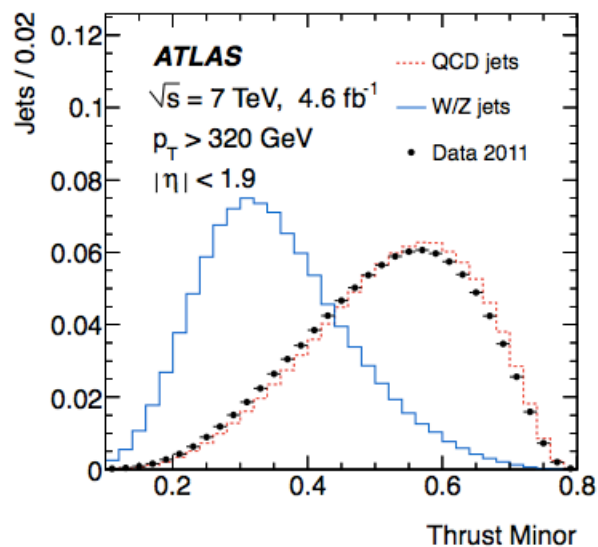 ATLAS
√s = 7 TeV, 4.6 fb⁻¹
p_T > 320 GeV
|η| < 1.9
QCD jets
W/Z jets
Data 2011
Jets / 0.02
0.12
0.1
0.08
0.06
0.04
0.02
0
0.2
0.4
0.6
0.8
Thrust Minor